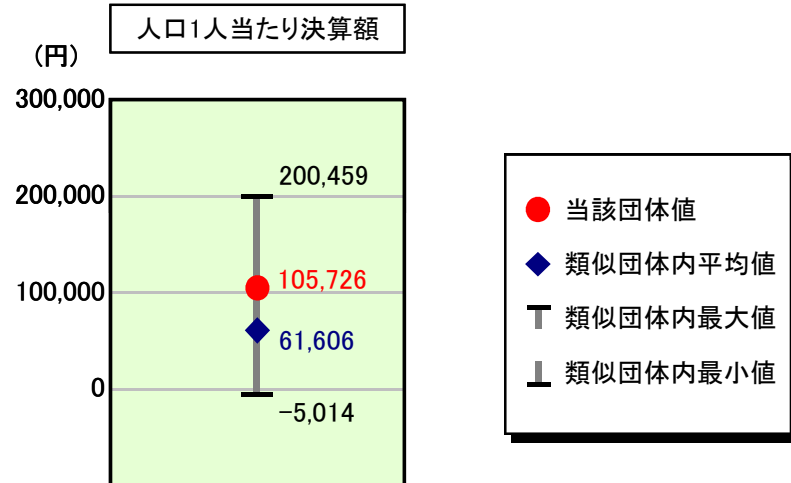 人口1人当たり決算額
(円)
300,000
200,000
100,000
0
200,459
105,726
61,606
-5,014
当該団体値
類似団体内平均値
類似団体内最大値
類似団体内最小値